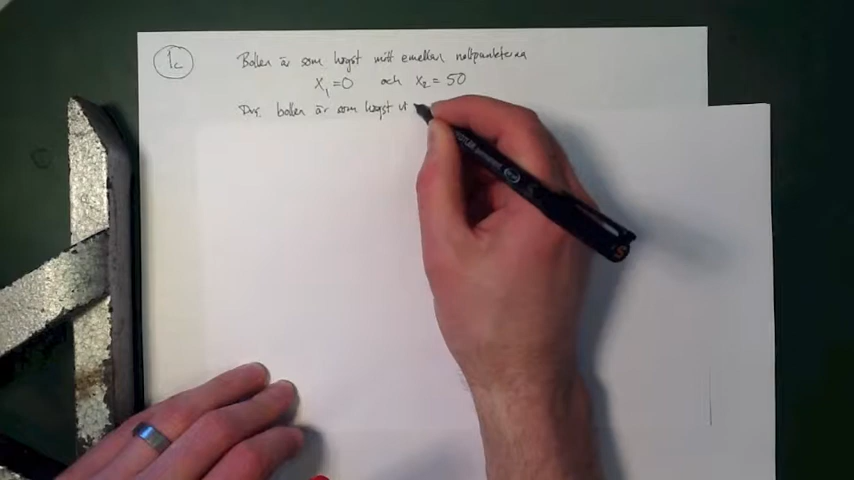 1c
Bollen är som högst mitt emellan nollpunkterna
x₁=0 och x₂=50
Dvs. bollen är som högst v